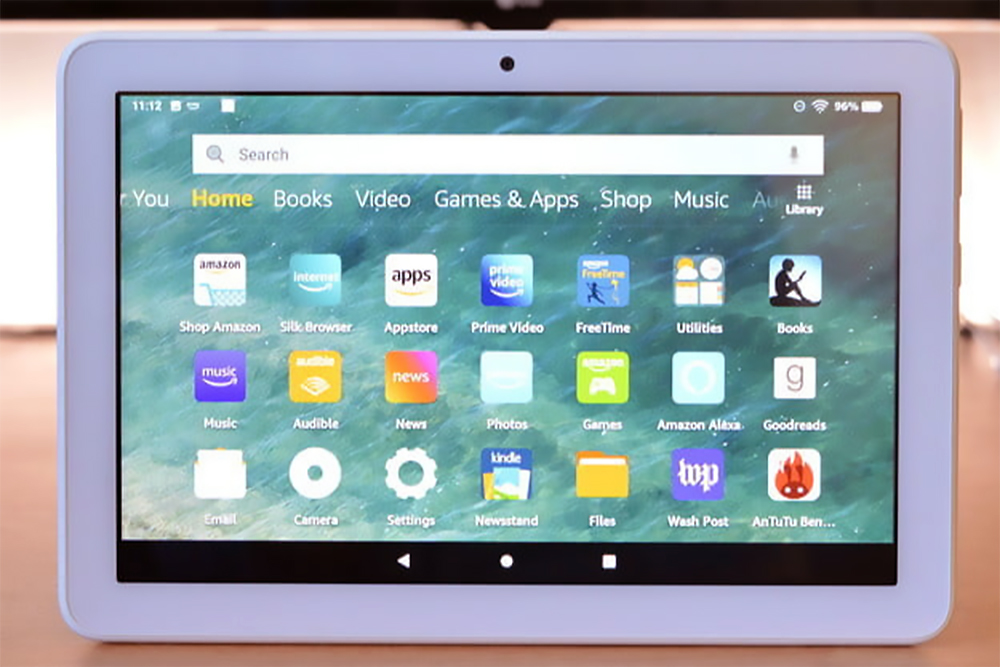 11:12 96%
Search
r You Home Books Video Games & Apps Shop Music Au Library
amazon internet apps prime video amazon FreeTime
Shop Amazon Silk Browser Appstore Prime Video FreeTime Utilities Books
music audible news amazon g
Music Audible News Photos Games Amazon Alexa Goodreads
kindle wp
Email Camera Settings Newsstand Files Wash Post AnTuTu Ben...